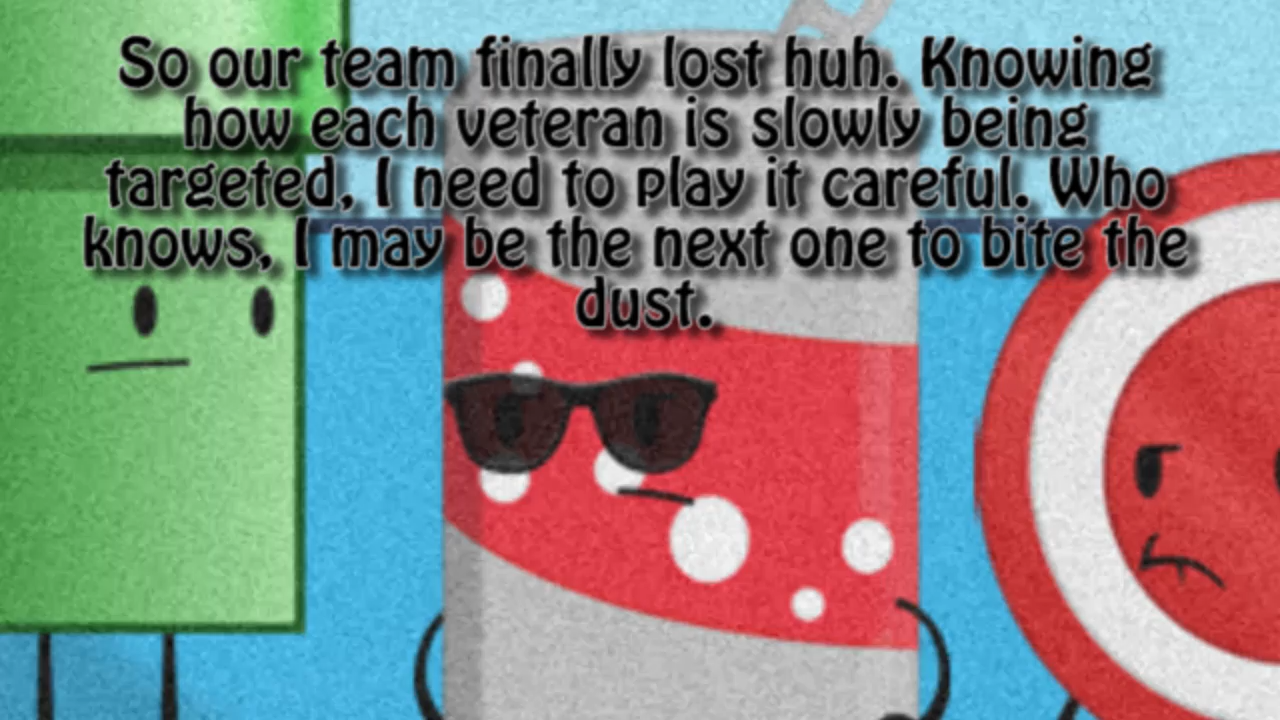 So our team finally lost huh. Knowing
how each veteran is slowly being
targeted, I need to play it careful. Who
knows, I may be the next one to bite the
dust.